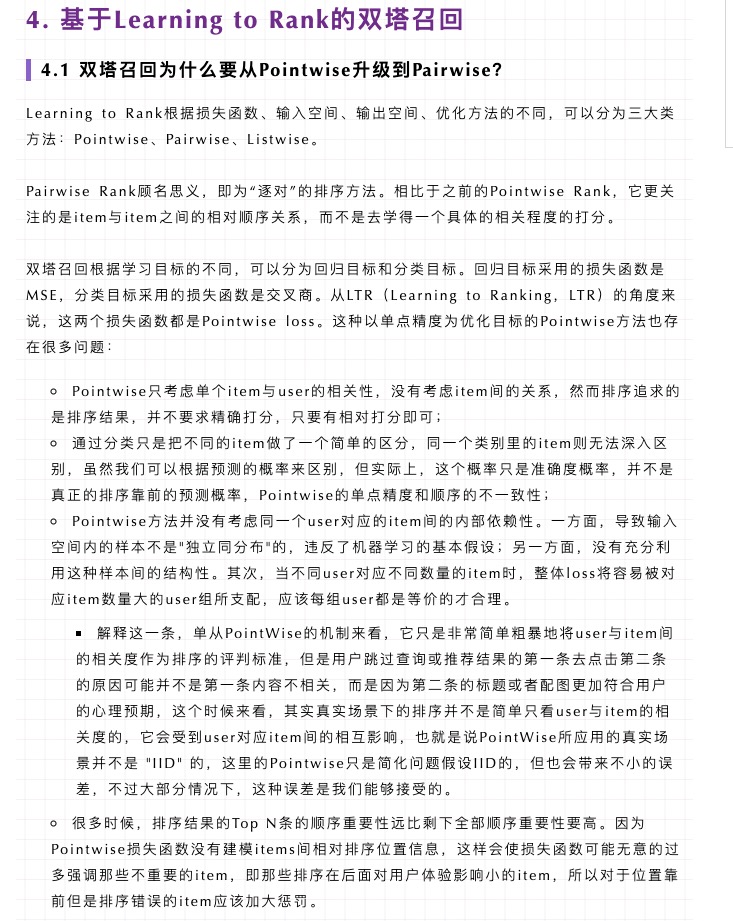 4. 基于Learning to Rank的双塔召回
4.1 双塔召回为什么要从Pointwise升级到Pairwise?
Learning to Rank根据损失函数、输入空间、输出空间、优化方法的不同，可以分为三大类
方法：Pointwise、Pairwise、Listwise。
Pairwise Rank顾名思义，即为“逐对”的排序方法。相比于之前的Pointwise Rank，它更关
注的是item与item之间的相对顺序关系，而不是去学得一个具体的相关程度的打分。
双塔召回根据学习目标的不同，可以分为回归目标和分类目标。回归目标采用的损失函数是
MSE，分类目标采用的损失函数是交叉商。从LTR（Learning to Ranking，LTR）的角度来
说，这两个损失函数都是Pointwise loss。这种以单点精度为优化目标的Pointwise方法也存
在很多问题：
Pointwise只考虑单个item与user的相关性，没有考虑item间的关系，然而排序追求的
是排序结果，并不要求精确打分，只要有相对打分即可；
通过分类只是把不同的item做了一个简单的区分，同一个类别里的item则无法深入区
别，虽然我们可以根据预测的概率来区别，但实际上，这个概率只是准确度概率，并不是
真正的排序靠前的预测概率，Pointwise的单点精度和顺序的不一致性；
Pointwise方法并没有考虑同一个user对应的item间的内部依赖性。一方面，导致输入
空间内的样本不是"独立同分布"的，违反了机器学习的基本假设；另一方面，没有充分利
用这种样本间的结构性。其次，当不同user对应不同数量的item时，整体loss将容易被对
应item数量大的user组所支配，应该每组user都是等价的才合理。
解释这一条，单从PointWise的机制来看，它只是非常简单粗暴地将user与item间
的相关度作为排序的评判标准，但是用户跳过查询或推荐结果的第一条去点击第二条
的原因可能并不是第一条内容不相关，而是因为第二条的标题或者配图更加符合用户
的心理预期，这个时候来看，其实真实场景下的排序并不是简单只看user与item的相
关度的，它会受到user对应item间的相互影响，也就是说PointWise所应用的真实场
景并不是 "IID" 的，这里的Pointwise只是简化问题假设IID的，但也会带来不小的误
差，不过大部分情况下，这种误差是我们能够接受的。
很多时候，排序结果的Top N条的顺序重要性远比剩下全部顺序重要性要高。因为
Pointwise损失函数没有建模items间相对排序位置信息，这样会使损失函数可能无意的过
多强调那些不重要的item，即那些排序在后面对用户体验影响小的item，所以对于位置靠
前但是排序错误的item应该加大惩罚。